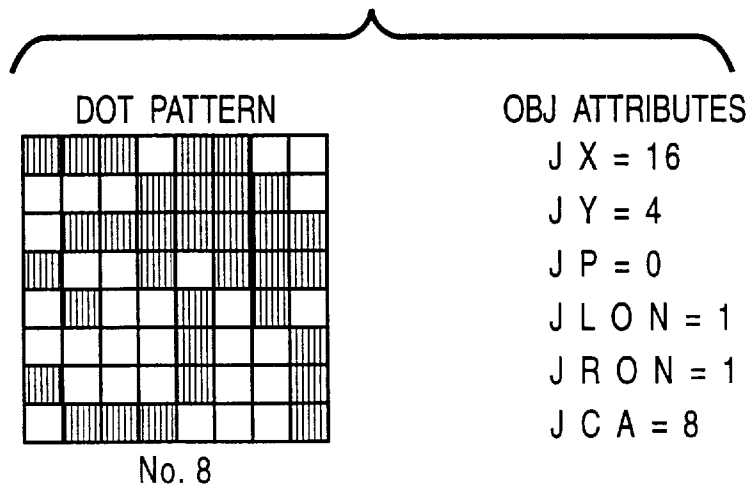 DOT PATTERN
No. 8
OBJ ATTRIBUTES
J X = 16
J Y = 4
J P = 0
J L O N = 1
J R O N = 1
J C A = 8